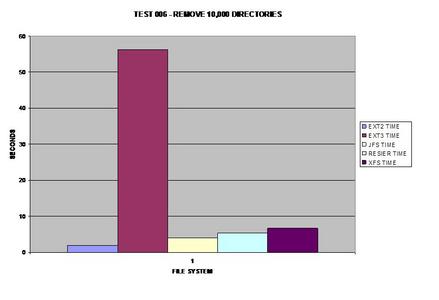 TEST 006 - REMOVE 10,000 DIRECTORIES
60
50
40
30
20
10
0
SECONDS
1
FILE SYSTEM
EXT2 TIME
EXT3 TIME
JFS TIME
RESIER TIME
XFS TIME